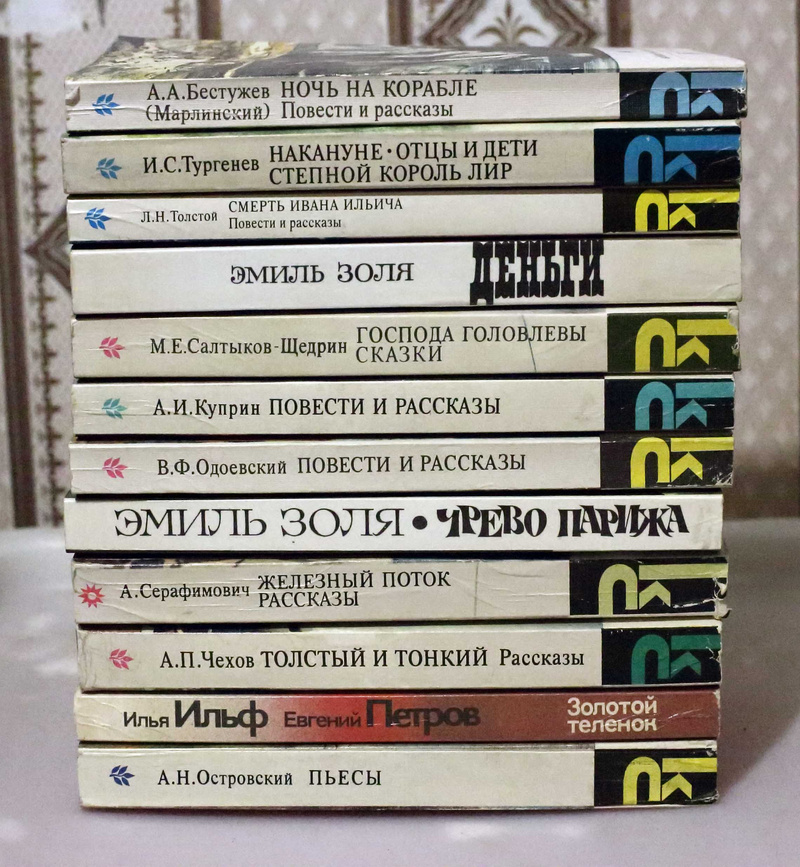 А.А.Бестужев НОЧЬ НА КОРАБЛЕ
(Марлинский) Повести и рассказы
И.С.Тургенев НАКАНУНЕ · ОТЦЫ И ДЕТИ
СТЕПНОЙ КОРОЛЬ ЛИР
Л.Н.Толстой СМЕРТЬ ИВАНА ИЛЬИЧА
Повести и рассказы
ЭМИЛЬ ЗОЛЯ ДЕНЬГИ
М.Е.Салтыков-Щедрин ГОСПОДА ГОЛОВЛЕВЫ
СКАЗКИ
А.И.Куприн ПОВЕСТИ И РАССКАЗЫ
В.Ф.Одоевский ПОВЕСТИ И РАССКАЗЫ
ЭМИЛЬ ЗОЛЯ • ЧРЕВО ПАРИЖА
А.Серафимович ЖЕЛЕЗНЫЙ ПОТОК
РАССКАЗЫ
А.П.Чехов ТОЛСТЫЙ И ТОНКИЙ Рассказы
Илья Ильф Евгений Петров Золотой
теленок
А.Н.Островский ПЬЕСЫ